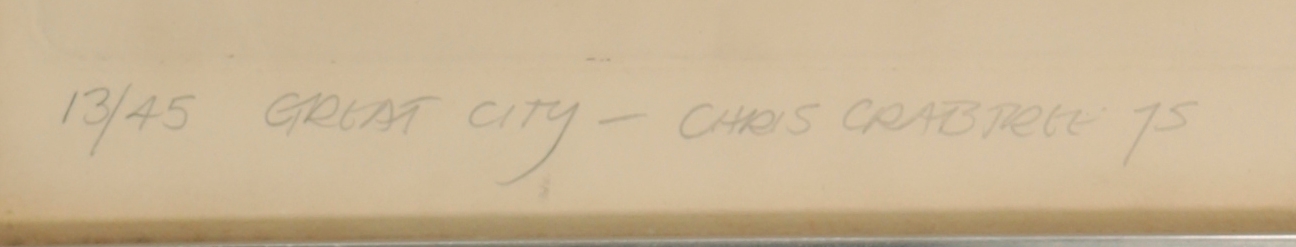 13/45 GREAT CITY - CHRIS CRABTREE 75